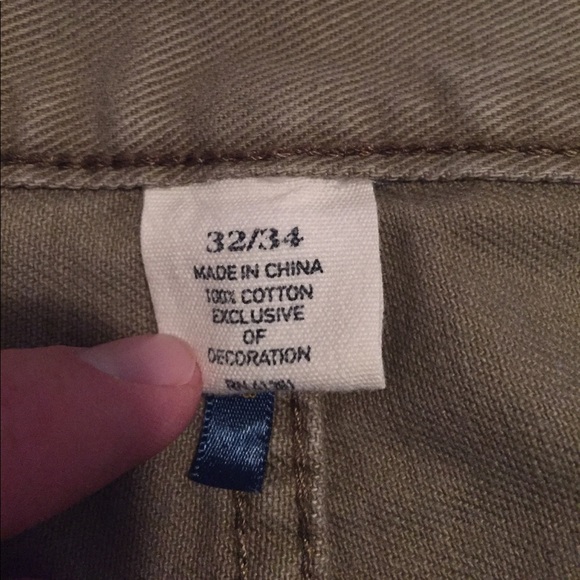 32/34
MADE IN CHINA
100% COTTON
EXCLUSIVE
OF
DECORATION